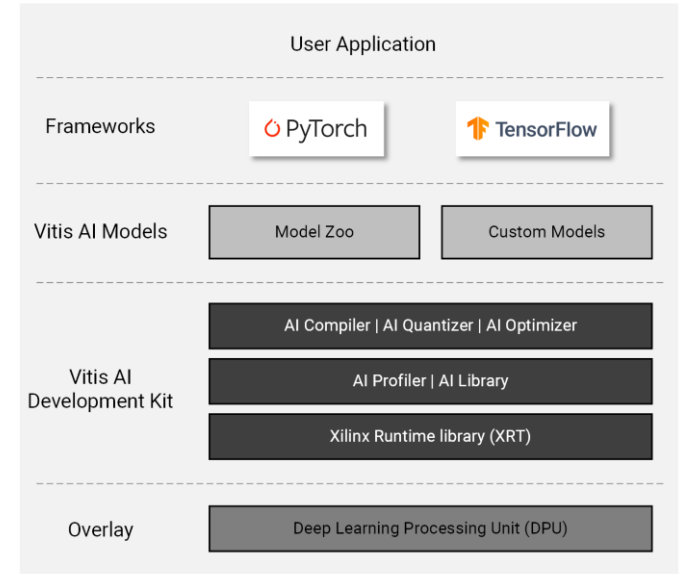 User Application
Frameworks
PyTorch
TensorFlow
Vitis AI Models
Model Zoo
Custom Models
Vitis AI
Development Kit
AI Compiler | AI Quantizer | AI Optimizer
AI Profiler | AI Library
Xilinx Runtime library (XRT)
Overlay
Deep Learning Processing Unit (DPU)